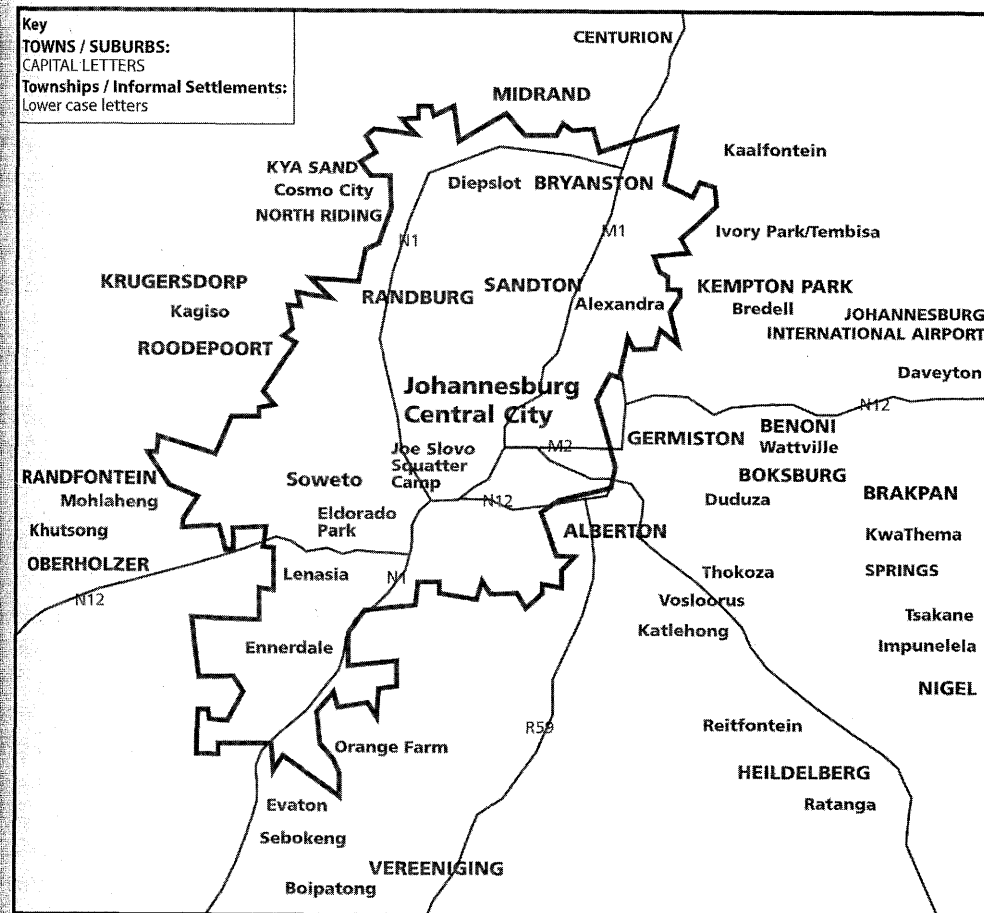 Key
TOWNS / SUBURBS:
CAPITAL LETTERS
Townships / Informal Settlements:
Lower case letters
CENTURION
MIDRAND
Kaalfontein
KYA SAND
Cosmo City
Diepslot
BRYANSTON
NORTH RIDING
N1
M1
Ivory Park/Tembisa
KRUGERSDORP
Kagiso
RANDBURG
SANDTON
Alexandra
KEMPTON PARK
Bredell
JOHANNESBURG
INTERNATIONAL AIRPORT
ROODEPOORT
Daveyton
Johannesburg
Central City
N12
GERMISTON
BENONI
Wattville
M2
Joe Slovo
Squatter
Camp
BOKSBURG
RANDFONTEIN
Mohlaheng
Soweto
N12
Duduza
BRAKPAN
Eldorado
Park
Khutsong
ALBERTON
KwaThema
OBERHOLZER
Lenasia
N1
Thokoza
SPRINGS
N12
Vosloorus
Tsakane
Katlehong
Impunelela
Ennerdale
NIGEL
R59
Reitfontein
Orange Farm
HEILDELBERG
Ratanga
Evaton
Sebokeng
VEREENIGING
Boipatong